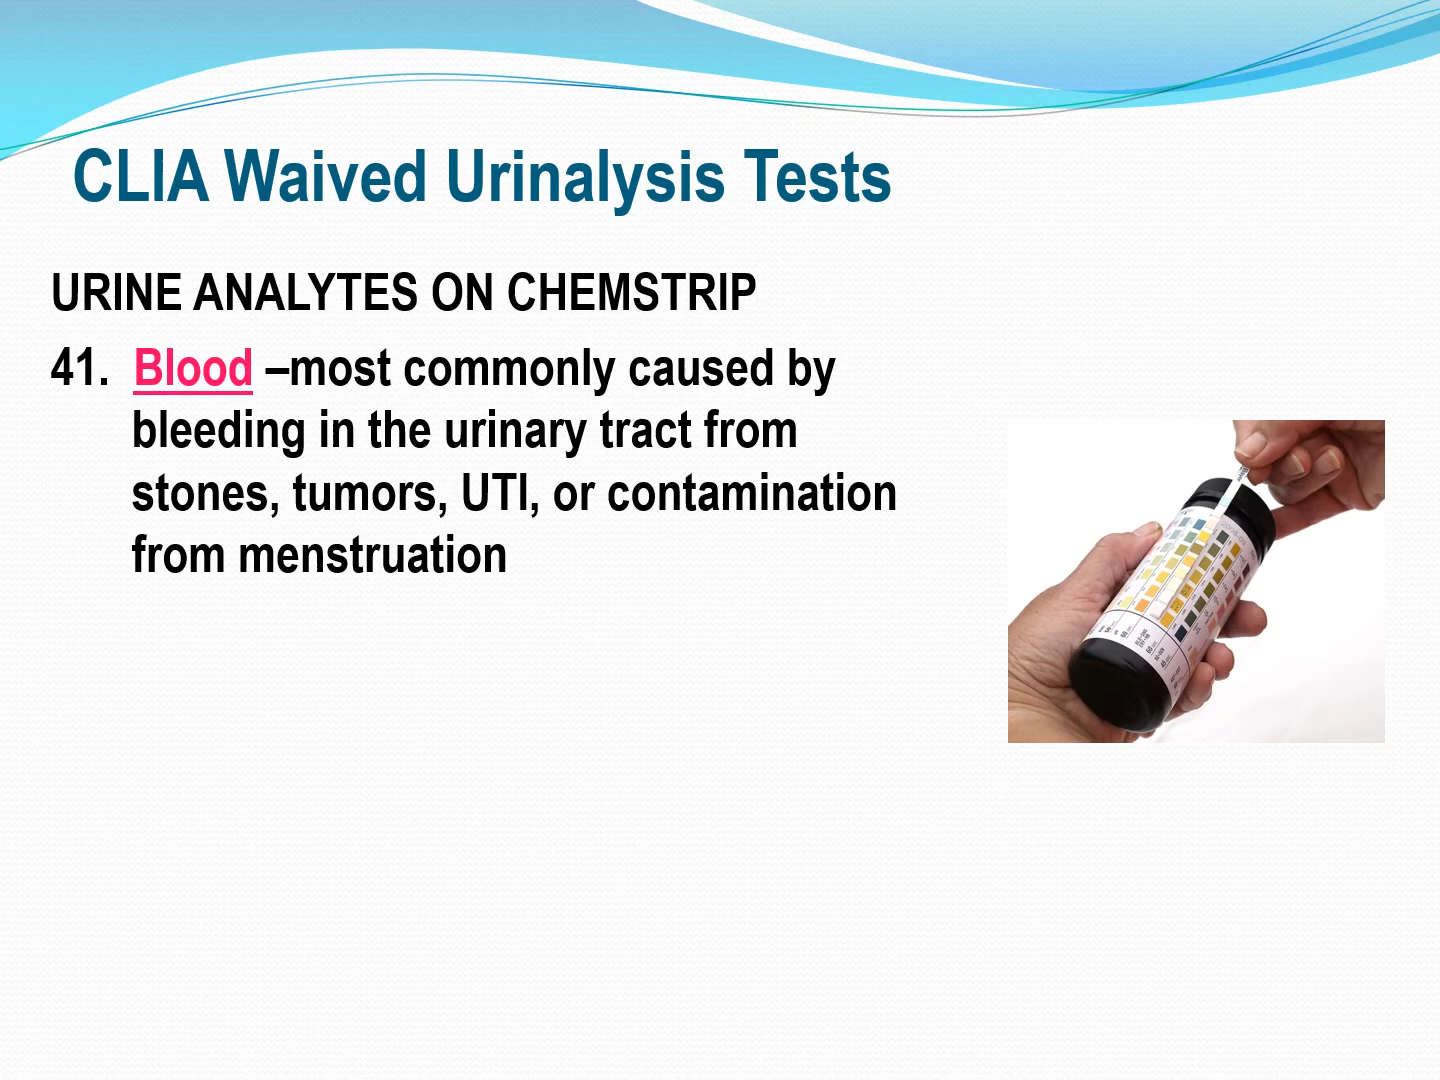 CLIA Waived Urinalysis Tests
URINE ANALYTES ON CHEMSTRIP
41. Blood –most commonly caused by
bleeding in the urinary tract from
stones, tumors, UTI, or contamination
from menstruation